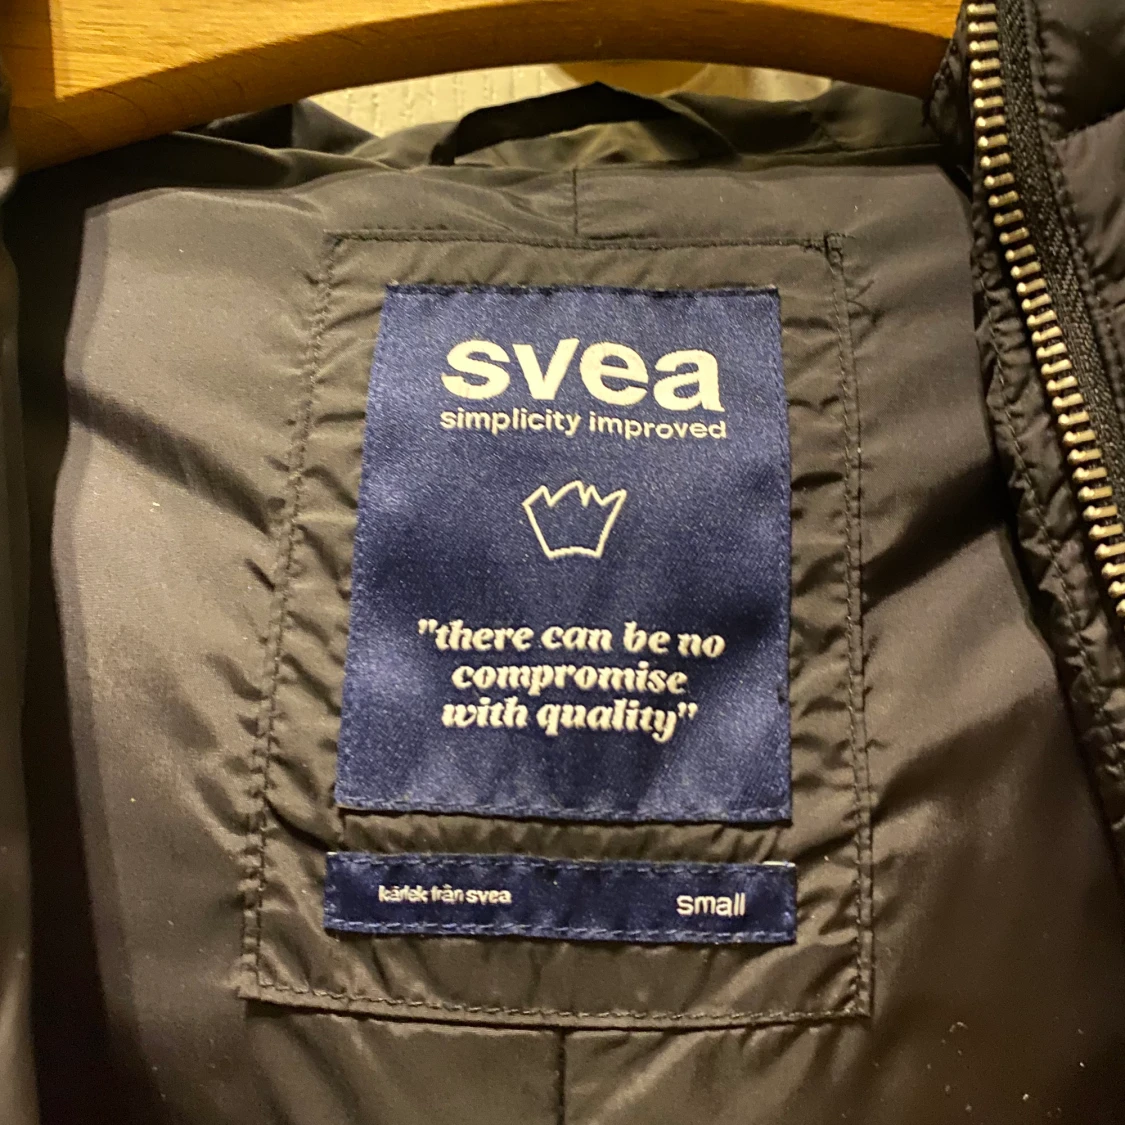 svea
simplicity improved
"there can be no
compromise
with quality"
kärlek från svea
small